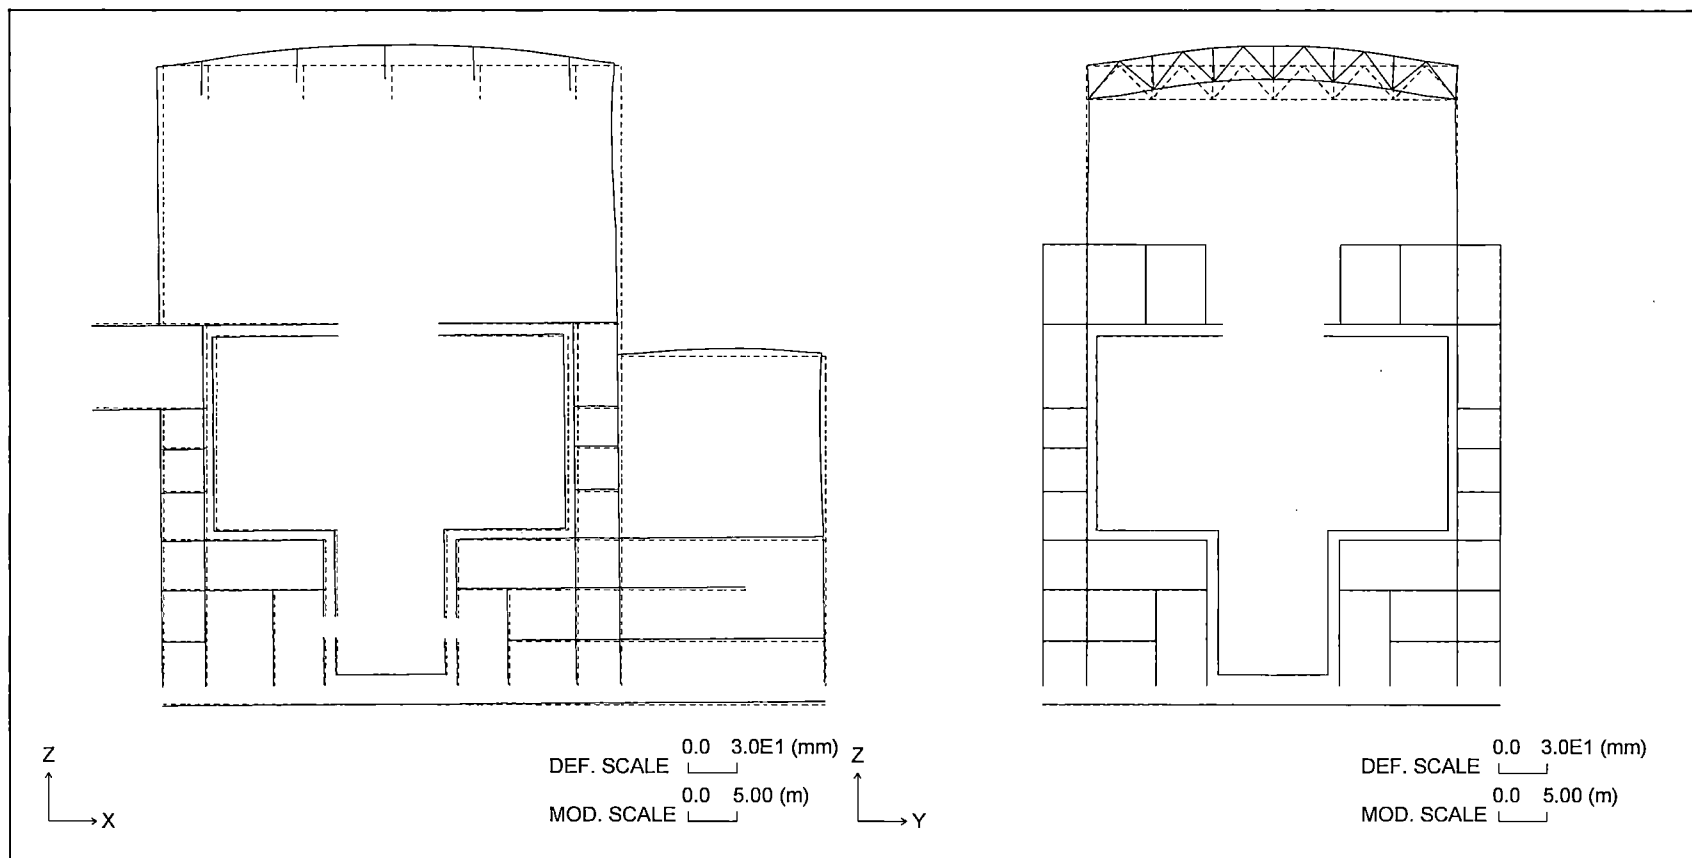 Z
X
0.0 3.0E1 (mm)
DEF. SCALE
0.0 5.00 (m)
MOD. SCALE
Z
Y
0.0 3.0E1 (mm)
DEF. SCALE
0.0 5.00 (m)
MOD. SCALE